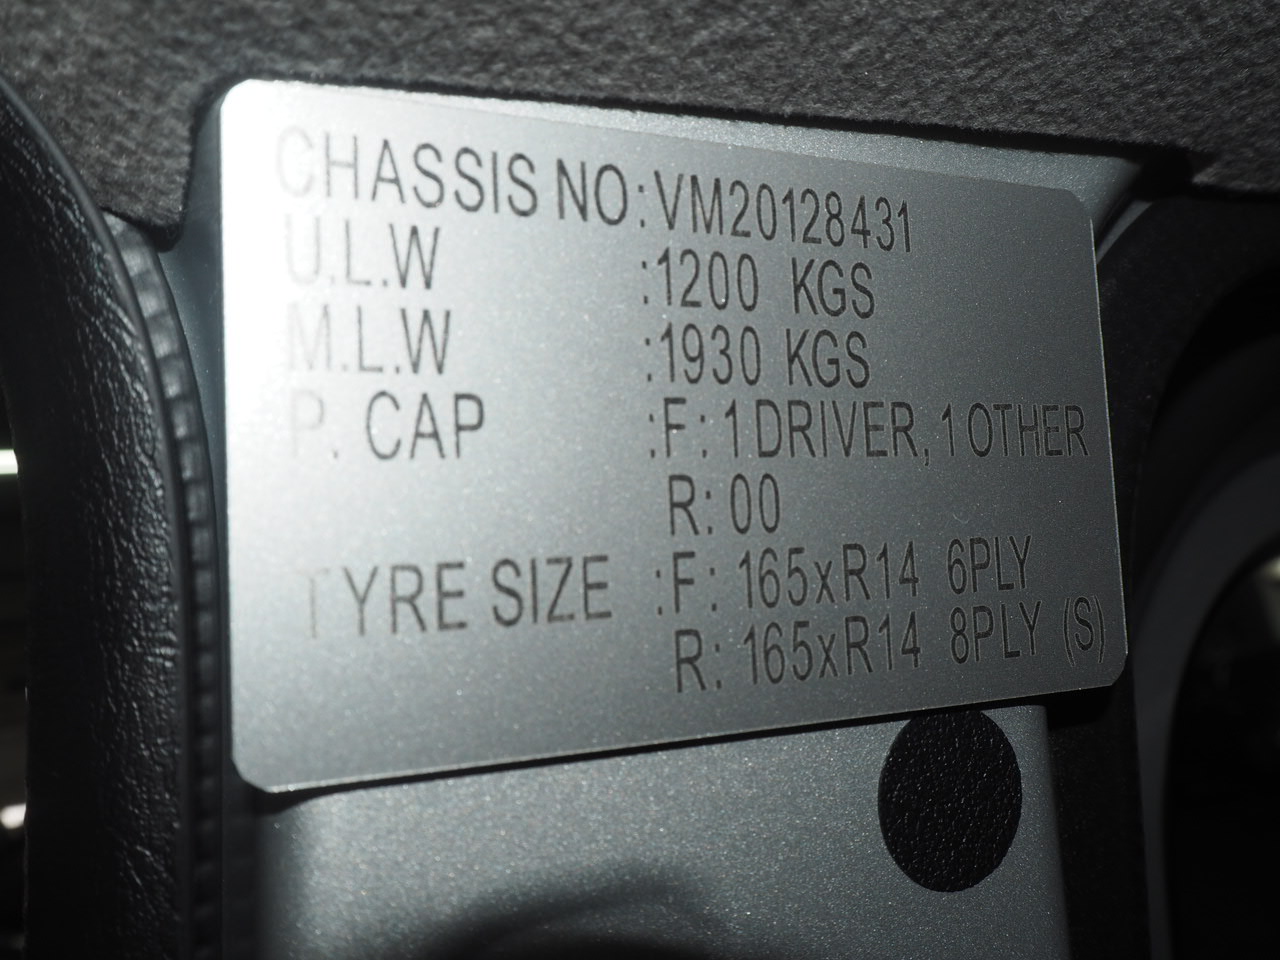 CHASSIS NO:VM20128431
U.L.W :1200 KGS
M.L.W :1930 KGS
P. CAP :F: 1 DRIVER, 1 OTHER
R: 00
TYRE SIZE :F: 165xR14 6PLY
R: 165xR14 8PLY (S)